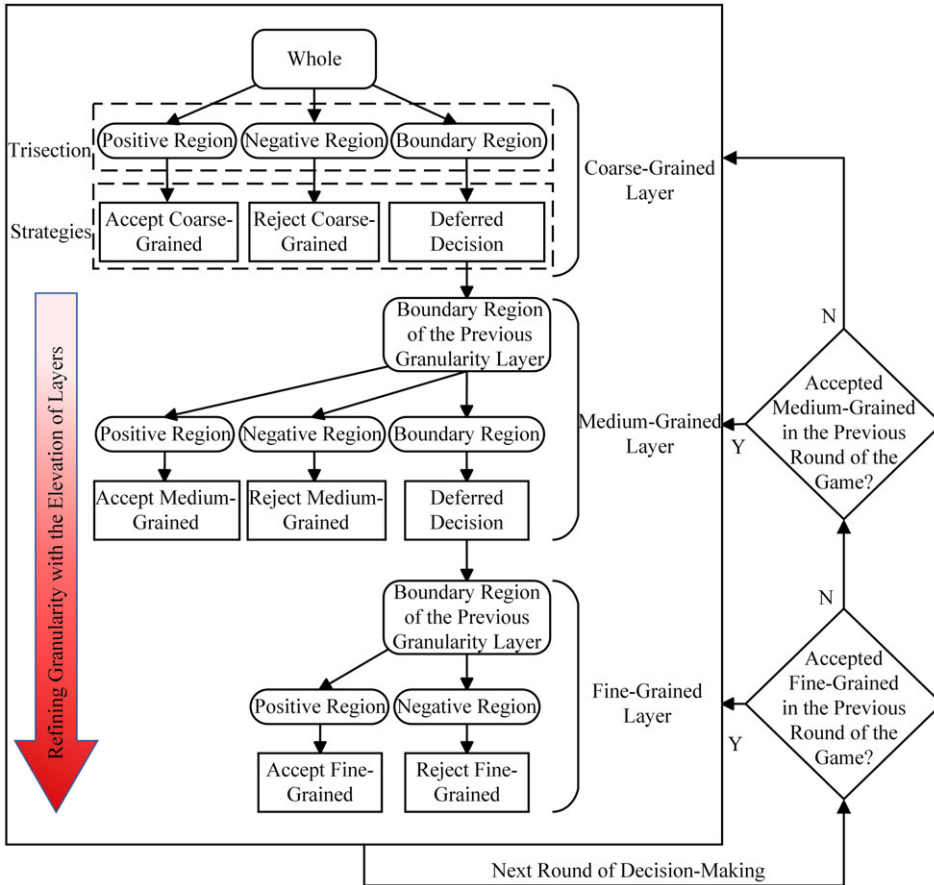 Whole
Trisection
Positive Region
Negative Region
Boundary Region
Strategies
Accept Coarse-
Grained
Reject Coarse-
Grained
Deferred
Decision
Coarse-Grained
Layer
Refining Granularity with the Elevation of Layers
Boundary Region
of the Previous
Granularity Layer
Positive Region
Negative Region
Boundary Region
Accept Medium-
Grained
Reject Medium-
Grained
Deferred
Decision
Medium-Grained
Layer
Boundary Region
of the Previous
Granularity Layer
Positive Region
Negative Region
Accept Fine-
Grained
Reject Fine-
Grained
Fine-Grained
Layer
N
Accepted
Medium-Grained
in the Previous
Round of the
Game?
Y
N
Accepted
Fine-Grained
in the Previous
Round of the
Game?
Y
Next Round of Decision-Making